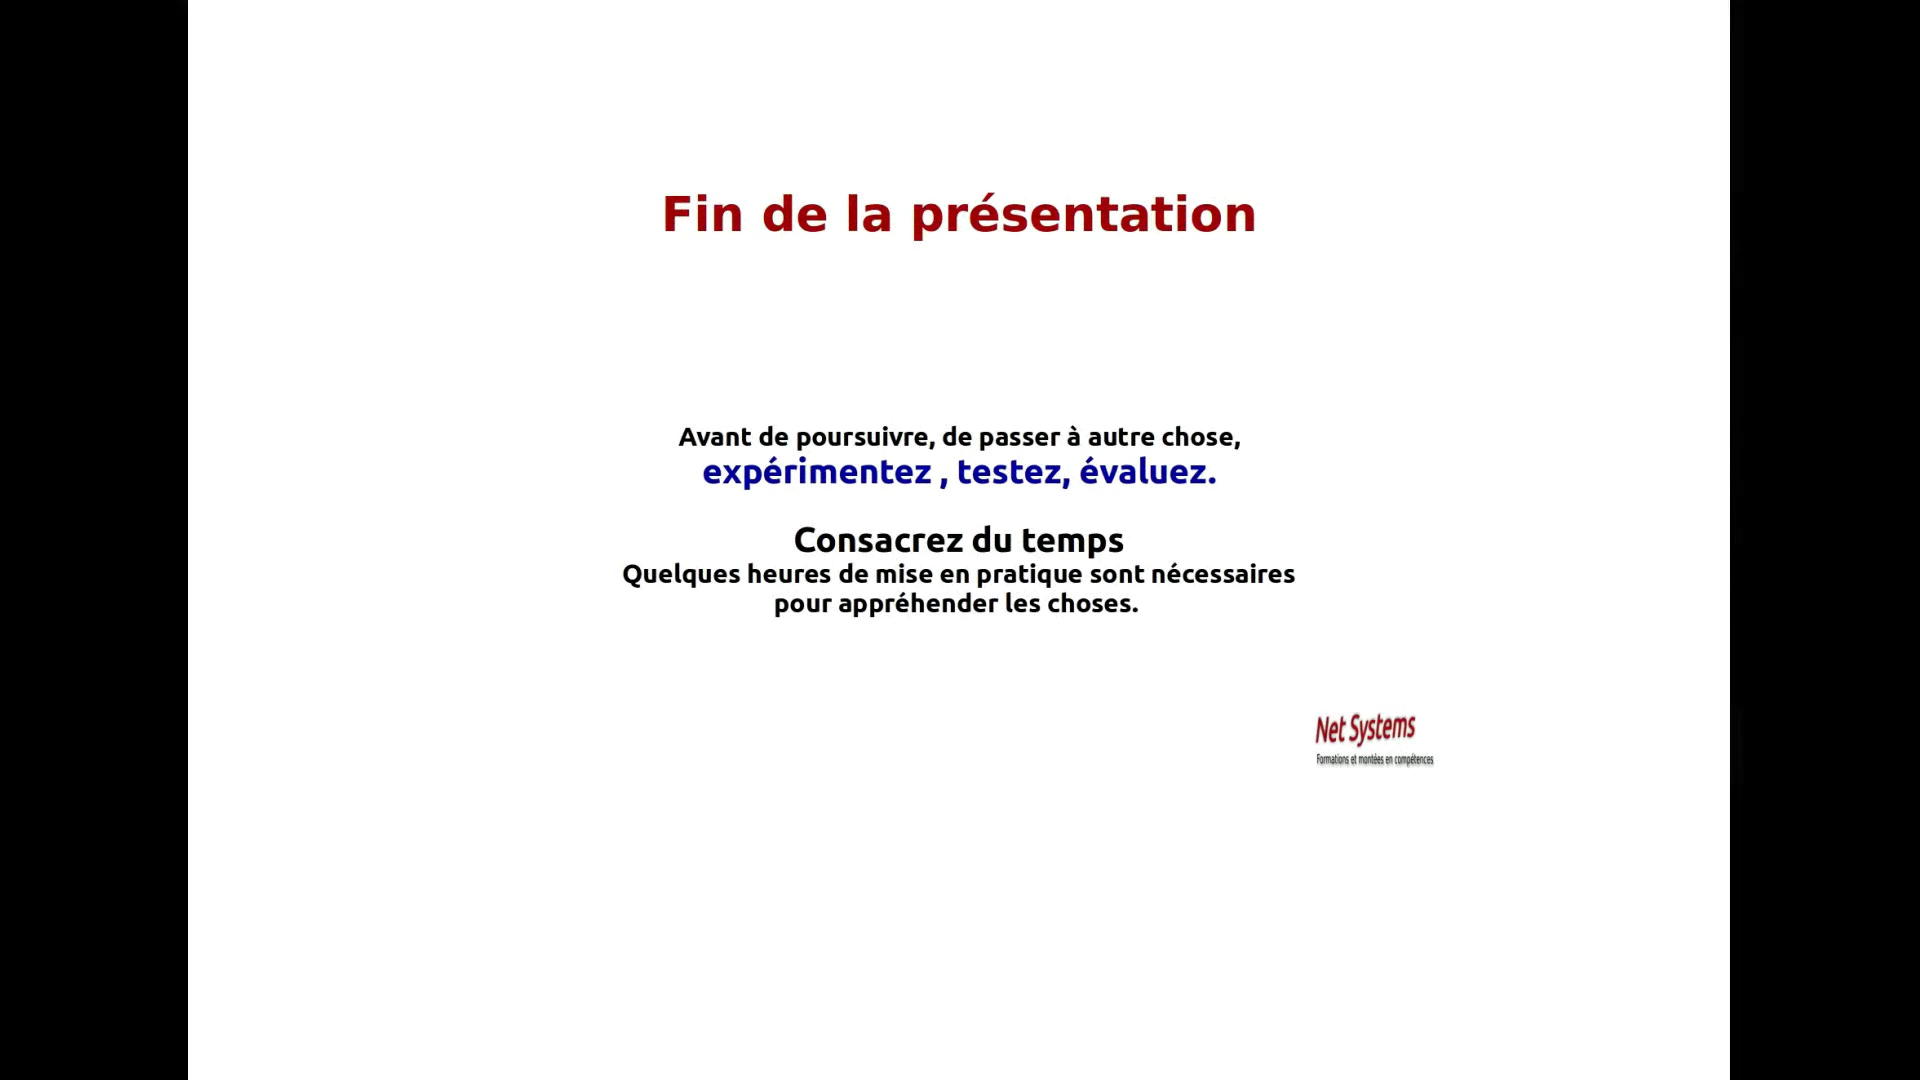 Fin de la présentation
Avant de poursuivre, de passer à autre chose,
expérimentez , testez, évaluez.
Consacrez du temps
Quelques heures de mise en pratique sont nécessaires
pour appréhender les choses.
Net Systems
Formations et montées en compétences